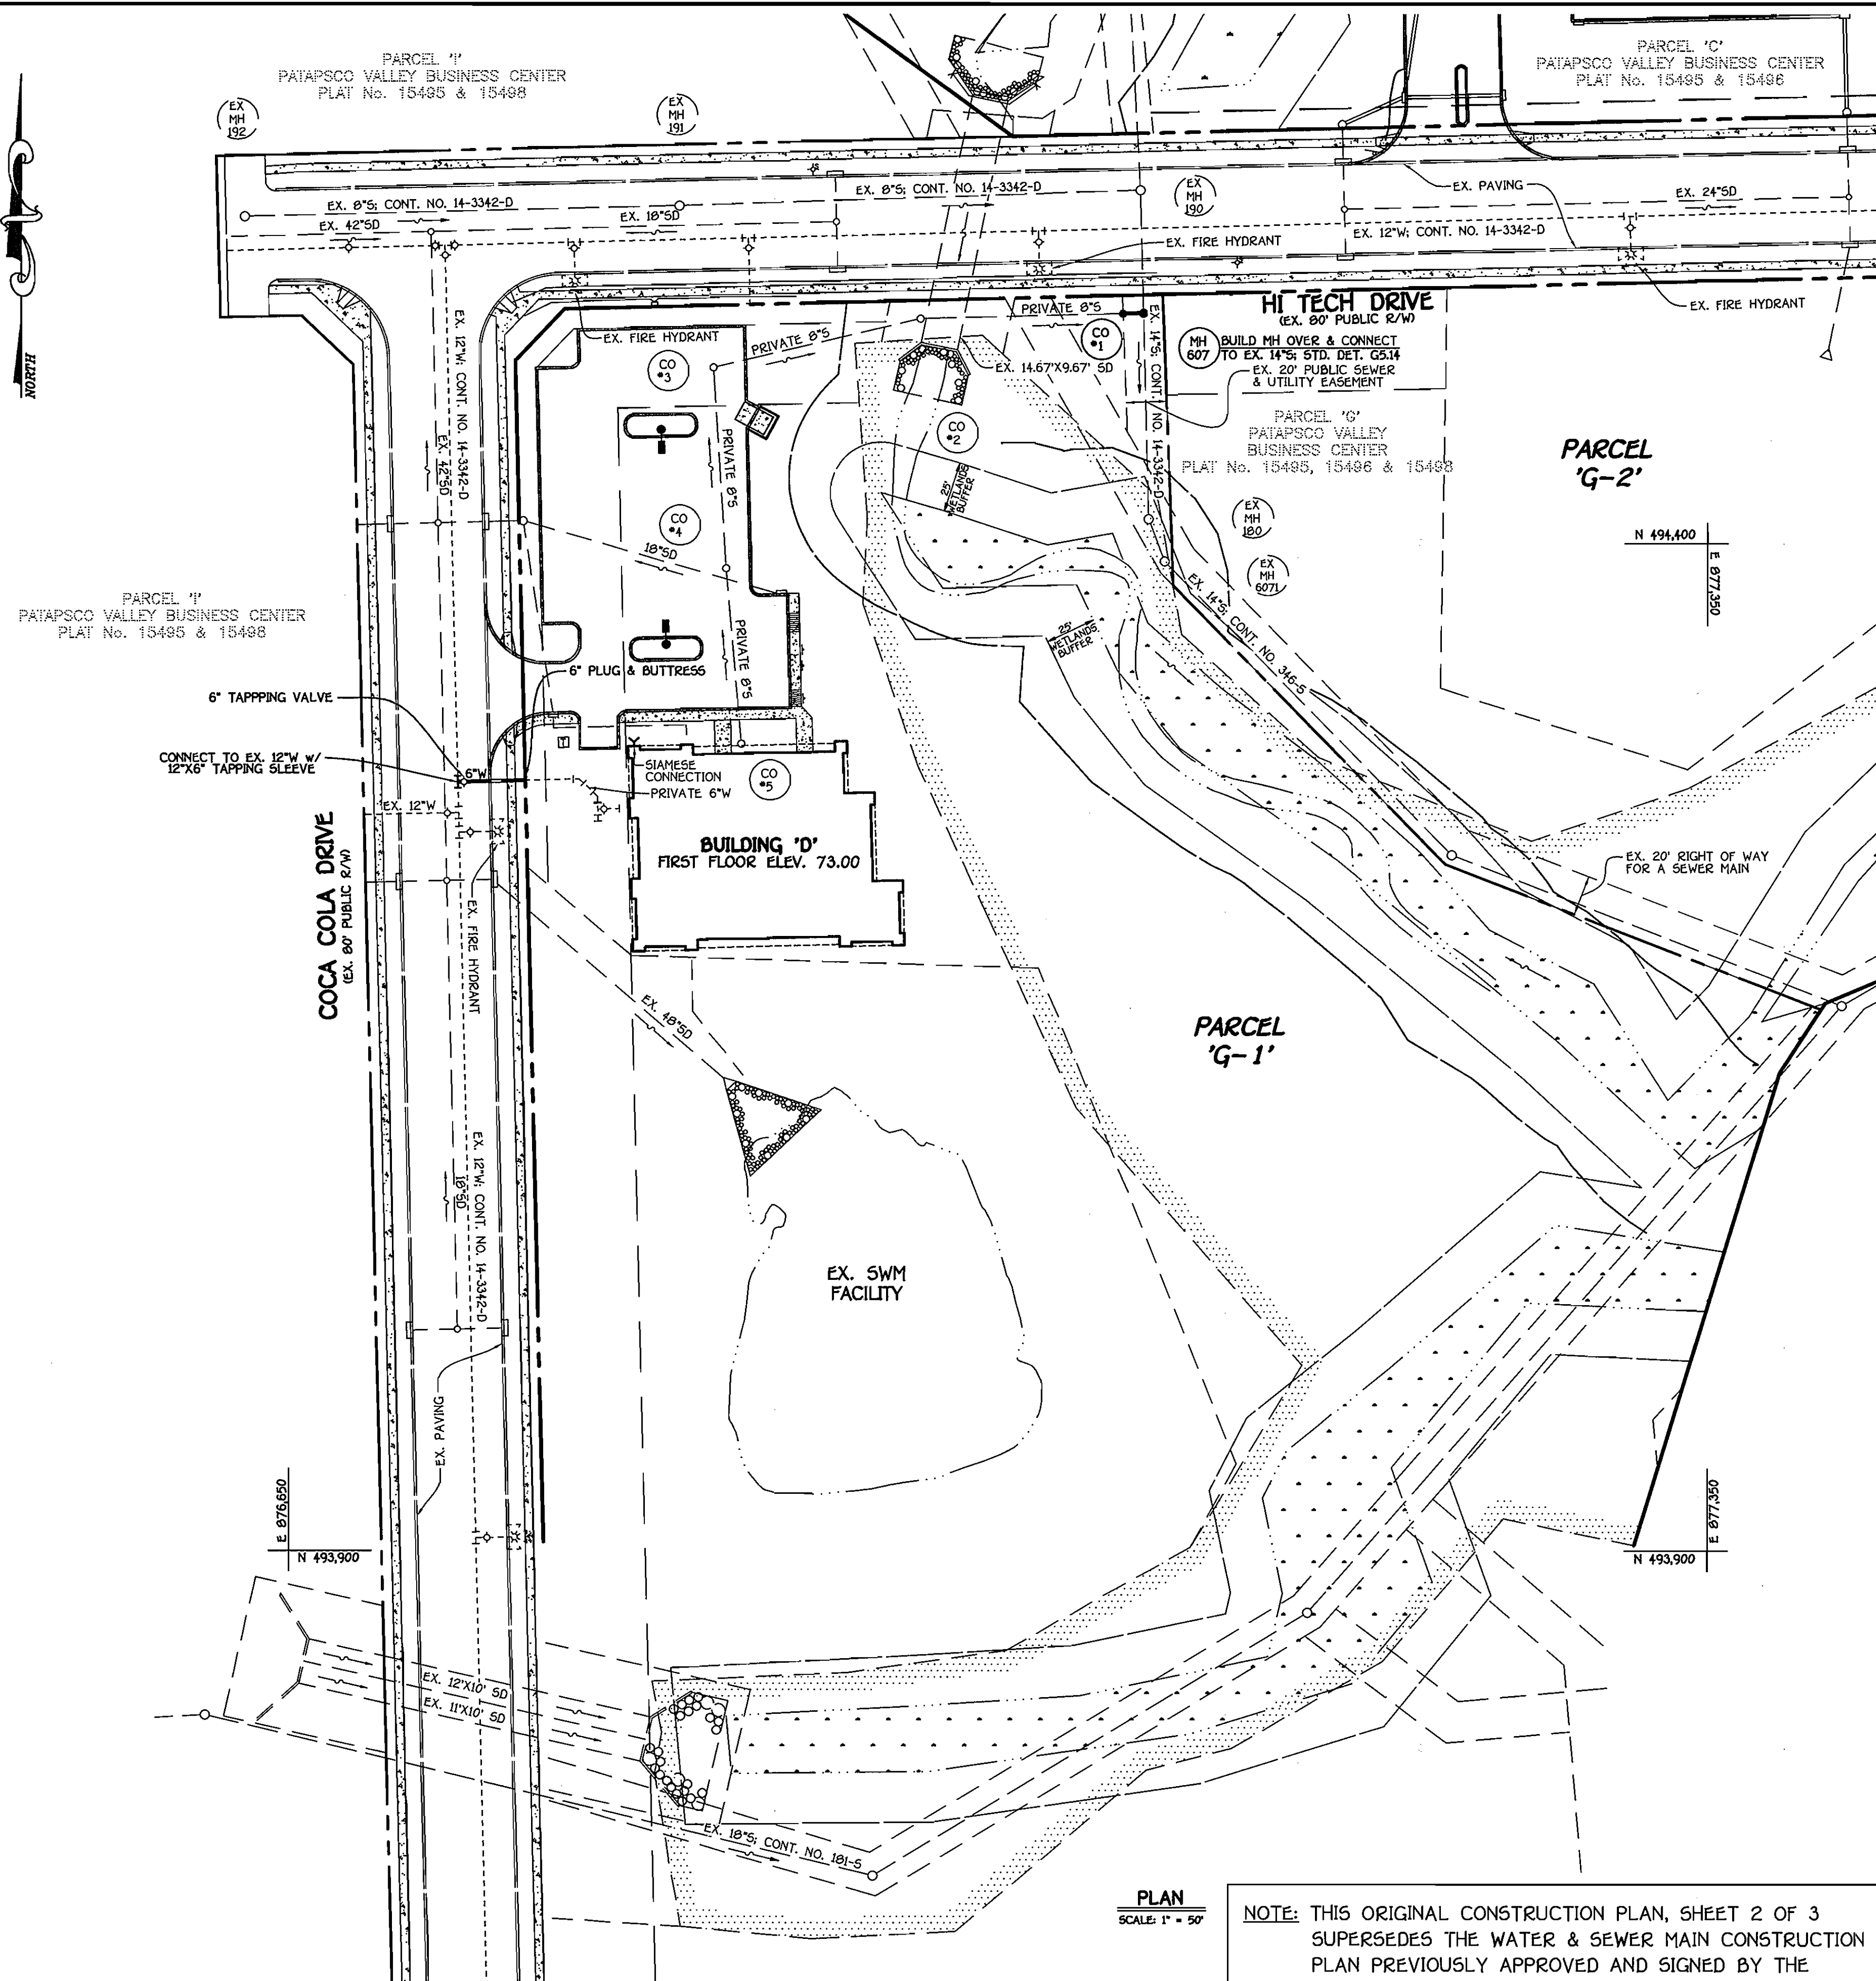 PARCEL 'I'
PATAPSCO VALLEY BUSINESS CENTER
PLAT No. 15495 & 15498
PARCEL 'C'
PATAPSCO VALLEY BUSINESS CENTER
PLAT No. 15495 & 15496
EX
MH
192
EX
MH
191
EX
MH
190
NORTH
EX. 8"S; CONT. NO. 14-3342-D
EX. 8"S; CONT. NO. 14-3342-D
EX. 42"SD
EX. 18"SD
EX. PAVING
EX. 24"SD
EX. 12"W; CONT. NO. 14-3342-D
EX. FIRE HYDRANT
EX. FIRE HYDRANT
HI TECH DRIVE
(EX. 80' PUBLIC R/W)
EX. FIRE HYDRANT
PRIVATE 8"S
PRIVATE 8"S
CO
#1
MH
607
BUILD MH OVER & CONNECT
TO EX. 14"S; STD. DET. G5.14
EX. 20' PUBLIC SEWER
& UTILITY EASEMENT
EX. 14.67'X9.67' SD
EX. 14"S; CONT. NO. 14-3342-D
CO
#3
CO
#2
EX. 12"W; CONT. NO. 14-3342-D
EX. 42"SD
PRIVATE 8"S
PARCEL 'G'
PATAPSCO VALLEY
BUSINESS CENTER
PLAT No. 15495, 15496 & 15498
PARCEL
'G-2'
25'
WETLANDS
BUFFER
CO
#4
18"SD
EX
MH
180
EX
MH
6071
N 494,400
E 877,350
EX. 14"S; CONT. NO. 346-S
25'
WETLANDS
BUFFER
PARCEL 'I'
PATAPSCO VALLEY BUSINESS CENTER
PLAT No. 15495 & 15498
PRIVATE 8"S
6" PLUG & BUTTRESS
6" TAPPPING VALVE
CONNECT TO EX. 12"W W/
12"X6" TAPPING SLEEVE
6"W
SIAMESE
CONNECTION
PRIVATE 6"W
CO
#5
EX. 12"W
BUILDING 'D'
FIRST FLOOR ELEV. 73.00
COCA COLA DRIVE
(EX. 80' PUBLIC R/W)
EX. FIRE HYDRANT
EX. 20' RIGHT OF WAY
FOR A SEWER MAIN
EX. 48"SD
PARCEL
'G-1'
EX. 12"W; CONT. NO. 14-3342-D
18"SD
EX. SWM
FACILITY
EX. PAVING
E 876,650
N 493,900
E 877,350
N 493,900
EX. 12'X10' SD
EX. 11'X10' SD
EX. 18"S; CONT. NO. 181-S
PLAN
SCALE: 1" = 50'
NOTE: THIS ORIGINAL CONSTRUCTION PLAN, SHEET 2 OF 3
SUPERSEDES THE WATER & SEWER MAIN CONSTRUCTION
PLAN PREVIOUSLY APPROVED AND SIGNED BY THE